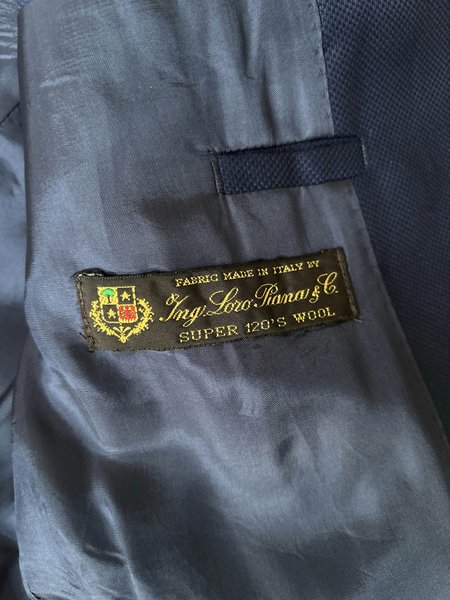 FABRIC MADE IN ITALY BY
Ing. Loro Piana & C.
SUPER 120'S WOOL